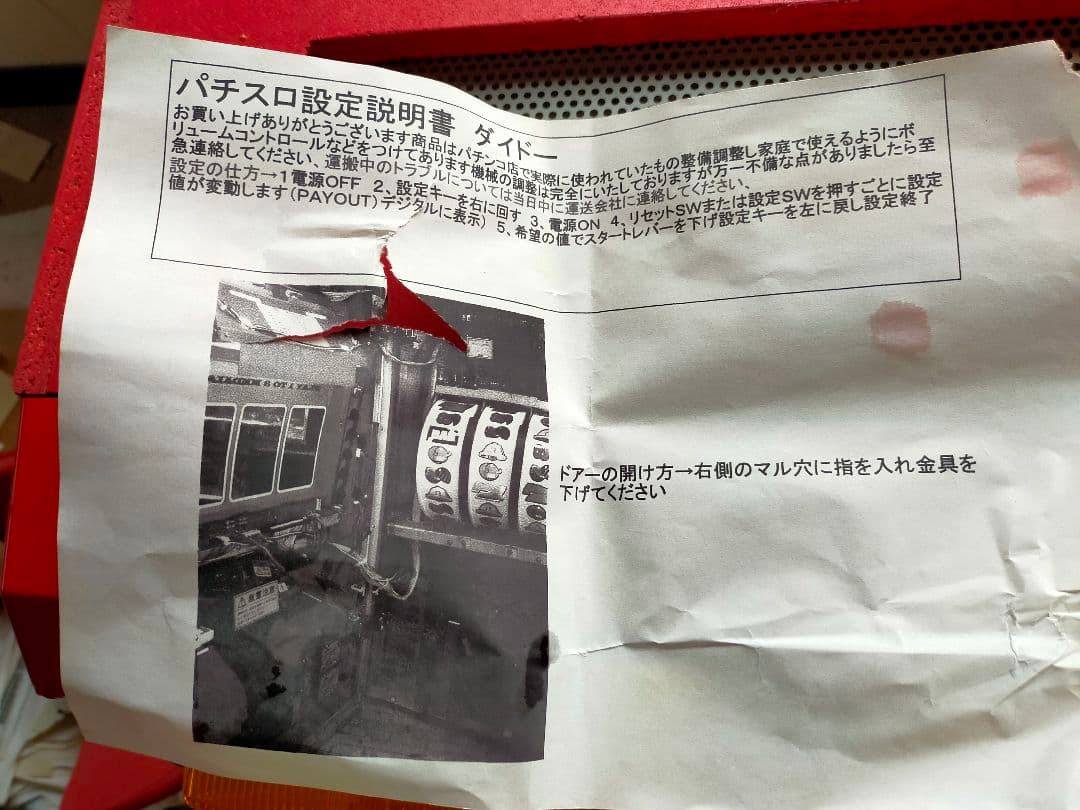 パチスロ設定説明書 ダイドー
お買い上げありがとうございます商品はパチンコ店で実際に使われていたもの整備調整し家庭で使えるようにボ
リュームコントロールなどをつけてあります機械の調整は完全にいたしておりますが万一不備な点がありましたら至
急連絡してください、運搬中のトラブルについては当日中に運送会社に連絡してください。
設定の仕方→1電源OFF 2、設定キーを右に回す 3、電源ON 4、リセットSWまたは設定SWを押すごとに設定
値が変動します(PAYOUT)デジタルに表示) 5、希望の値でスタートレバーを下げ設定キーを左に戻し設定終了
ドアーの開け方→右側のマル穴に指を入れ金具を
下げてください